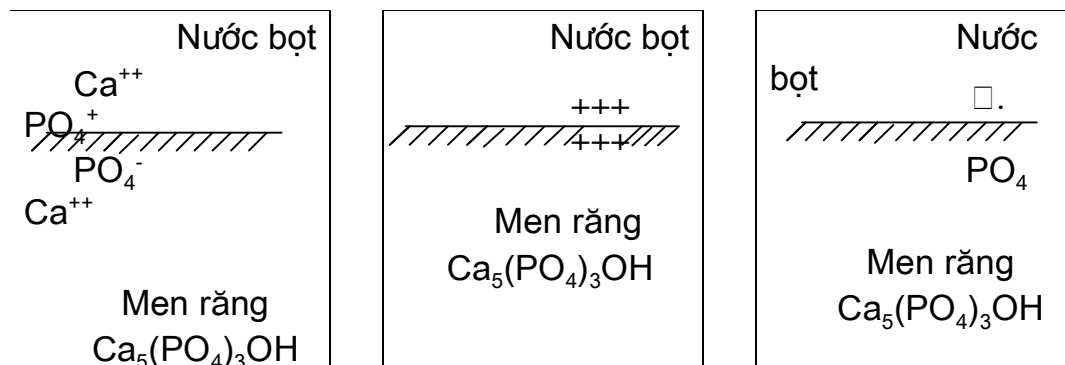 Nước bọt
Ca⁺⁺
PO₄⁺
PO₄⁻
Ca⁺⁺
Men răng
Ca₅(PO₄)₃OH
Nước bọt
+++
+++
Men răng
Ca₅(PO₄)₃OH
Nước
bọt
□.
PO₄
Men răng
Ca₅(PO₄)₃OH